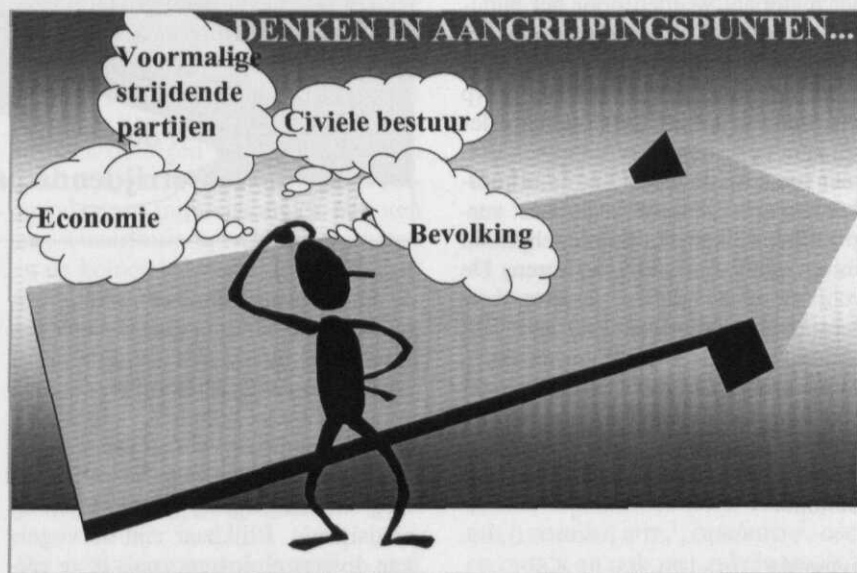 DENKEN IN AANGRIJPINGSPUNTEN...
Voormalige
strijdende
partijen
Civiele bestuur
Economie
Bevolking